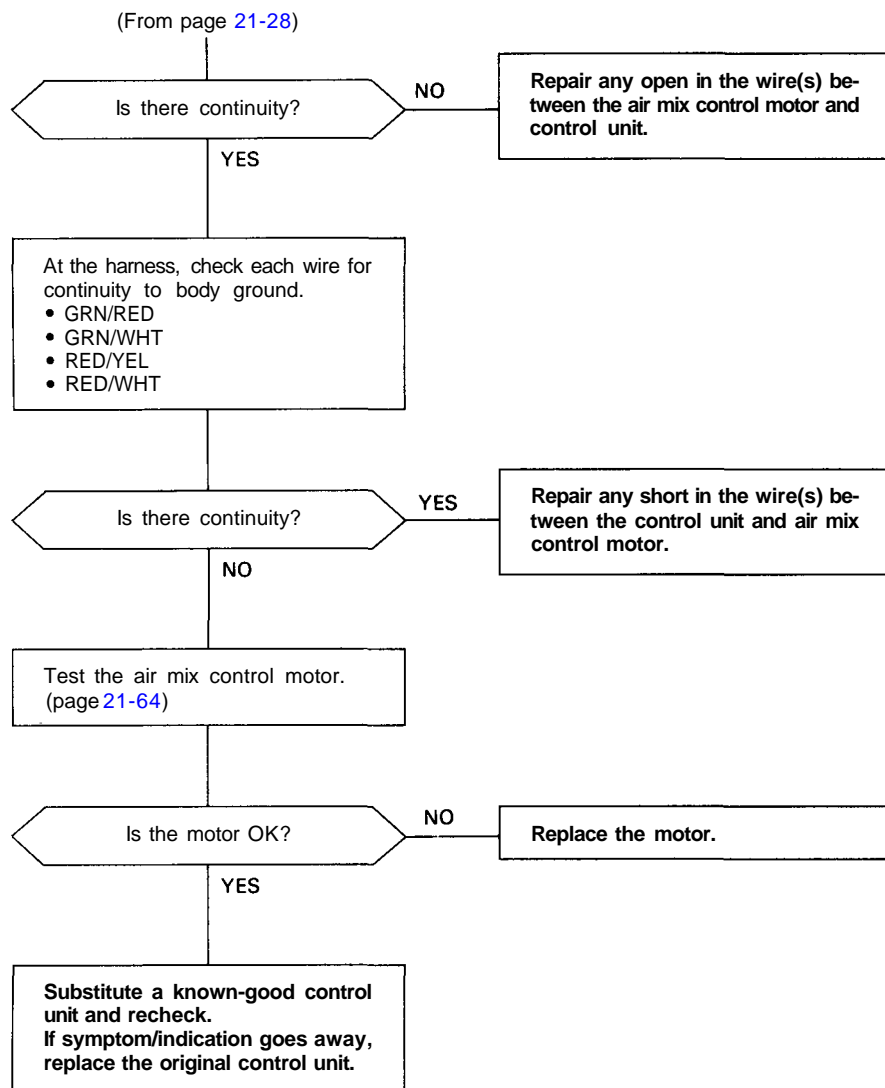 (From page 21-28)
Is there continuity?
NO
Repair any open in the wire(s) be-
tween the air mix control motor and
control unit.
YES
At the harness, check each wire for
continuity to body ground.
• GRN/RED
• GRN/WHT
• RED/YEL
• RED/WHT
Is there continuity?
YES
Repair any short in the wire(s) be-
tween the control unit and air mix
control motor.
NO
Test the air mix control motor.
(page 21-64)
Is the motor OK?
NO
Replace the motor.
YES
Substitute a known-good control
unit and recheck.
If symptom/indication goes away,
replace the original control unit.